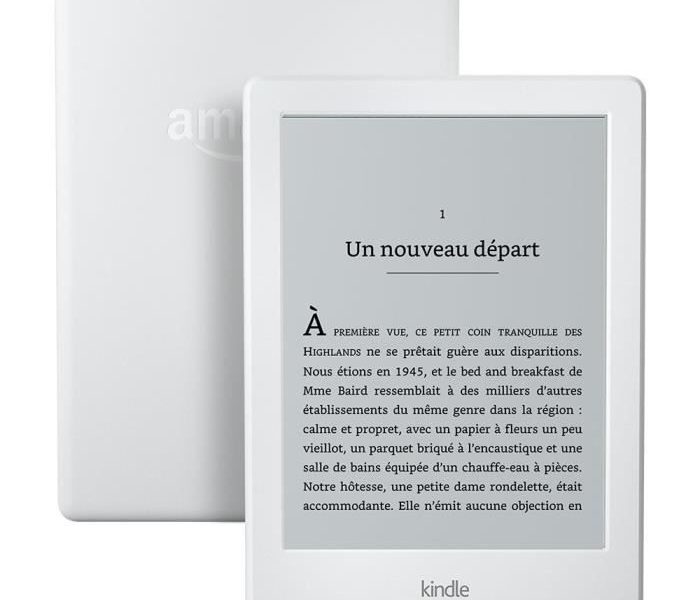 am
1
Un nouveau départ
À PREMIÈRE VUE, CE PETIT COIN TRANQUILLE DES
HIGHLANDS ne se prêtait guère aux disparitions.
Nous étions en 1945, et le bed and breakfast de
Mme Baird ressemblait à des milliers d'autres
établissements du même genre dans la région :
calme et propret, avec un papier à fleurs un peu
vieillot, un parquet briqué à l'encaustique et une
salle de bains équipée d'un chauffe-eau à pièces.
Notre hôtesse, une petite dame rondelette, était
accommodante. Elle n'émit aucune objection en
kindle